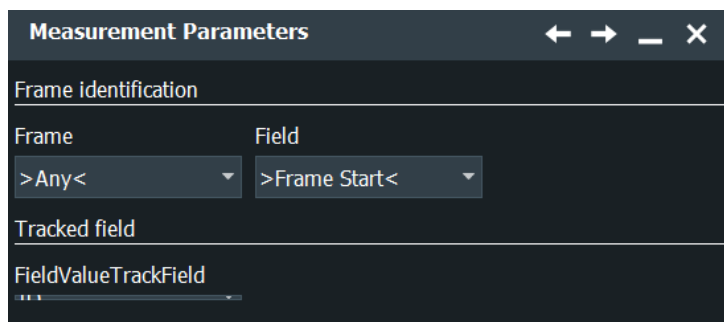 Measurement Parameters
Frame identification
Frame Field
>Any< >Frame Start<
Tracked field
FieldValueTrackField